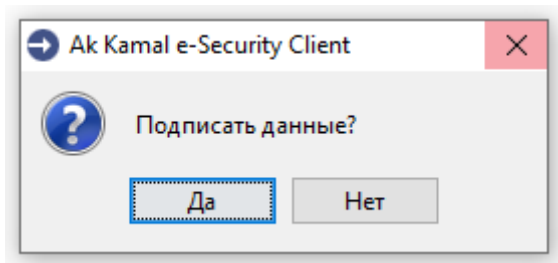 Ak Kamal e-Security Client
Подписать данные?
Да
Нет